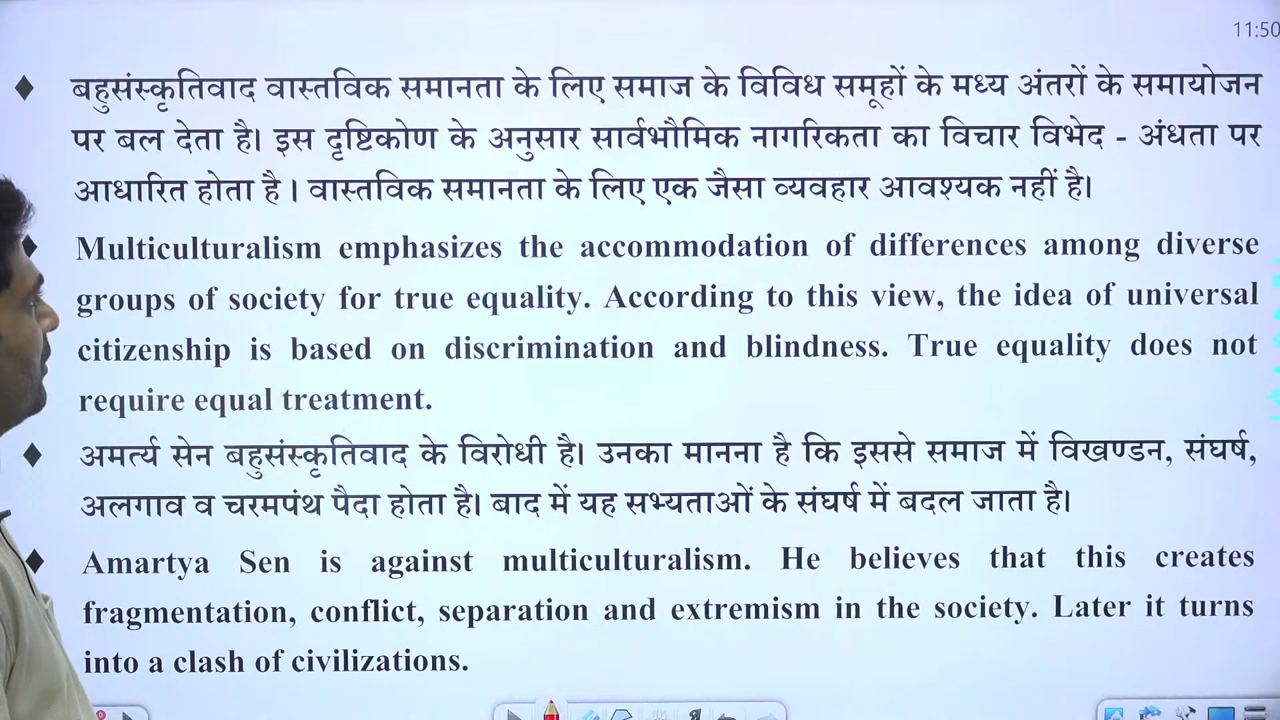 11:50
बहुसंस्कृतिवाद वास्तविक समानता के लिए समाज के विविध समूहों के मध्य अंतरों के समायोजन
पर बल देता है। इस दृष्टिकोण के अनुसार सार्वभौमिक नागरिकता का विचार विभेद - अंधता पर
आधारित होता है । वास्तविक समानता के लिए एक जैसा व्यवहार आवश्यक नहीं है।
Multiculturalism emphasizes the accommodation of differences among diverse
groups of society for true equality. According to this view, the idea of universal
citizenship is based on discrimination and blindness. True equality does not
require equal treatment.
अमर्त्य सेन बहुसंस्कृतिवाद के विरोधी है। उनका मानना है कि इससे समाज में विखण्डन, संघर्ष,
अलगाव व चरमपंथ पैदा होता है। बाद में यह सभ्यताओं के संघर्ष में बदल जाता है।
Amartya Sen is against multiculturalism. He believes that this creates
fragmentation, conflict, separation and extremism in the society. Later it turns
into a clash of civilizations.